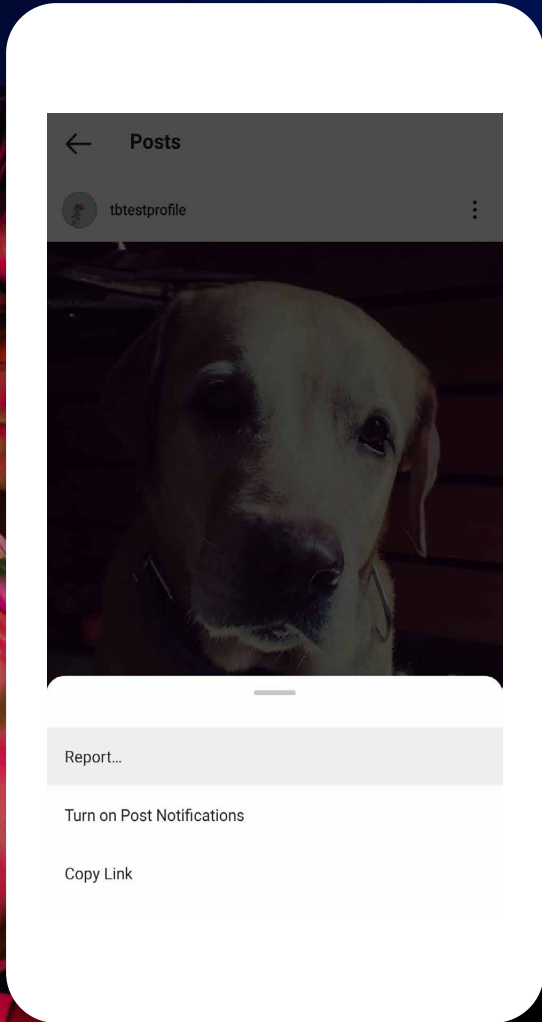 Posts
tbtestprofile
Report...
Turn on Post Notifications
Copy Link